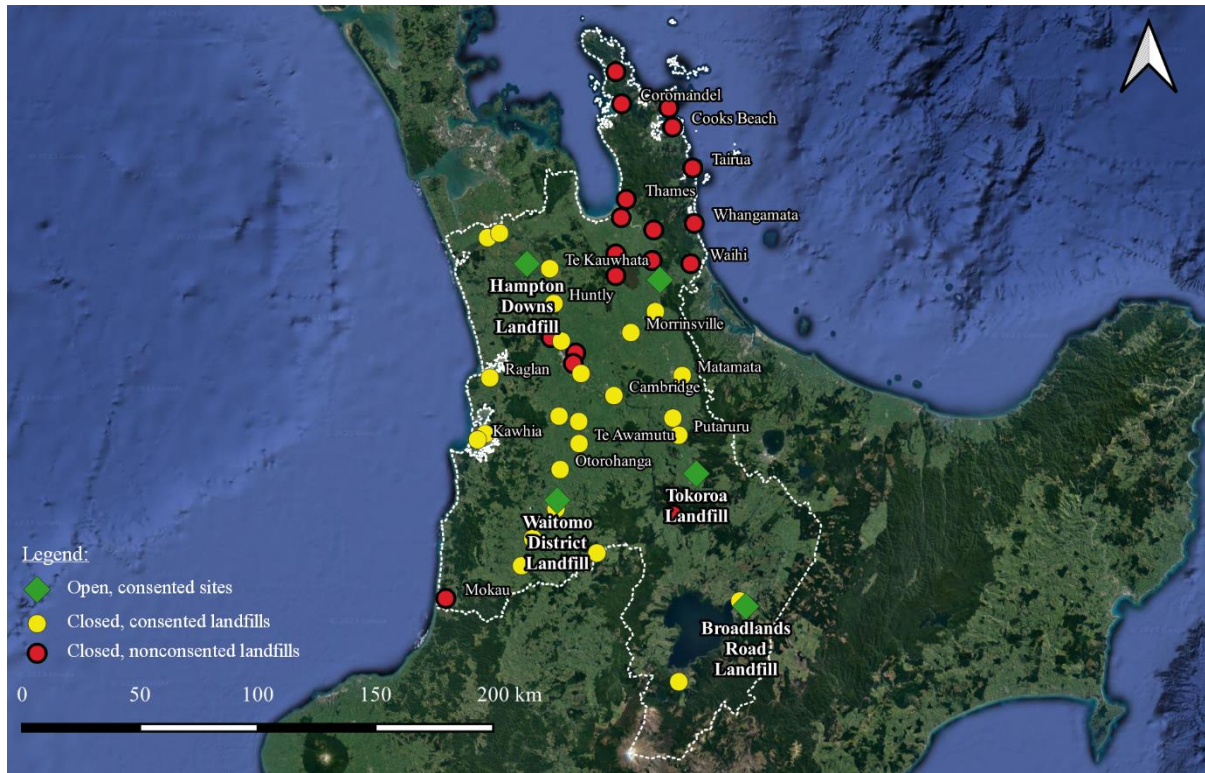 Coromandel
Cooks Beach
Tairua
Thames
Whangamata
Waihi
Te Kauwhata
Hampton
Downs
Landfill
Huntly
Morrinsville
Raglan
Matamata
Cambridge
Kawhia
Te Awamutu
Putaruru
Otorohanga
Tokoroa
Landfill
Waitomo
District
Landfill
Mokau
Broadlands
Road
Landfill
Legend:
Open, consented sites
Closed, consented landfills
Closed, nonconsented landfills
0 50 100 150 200 km